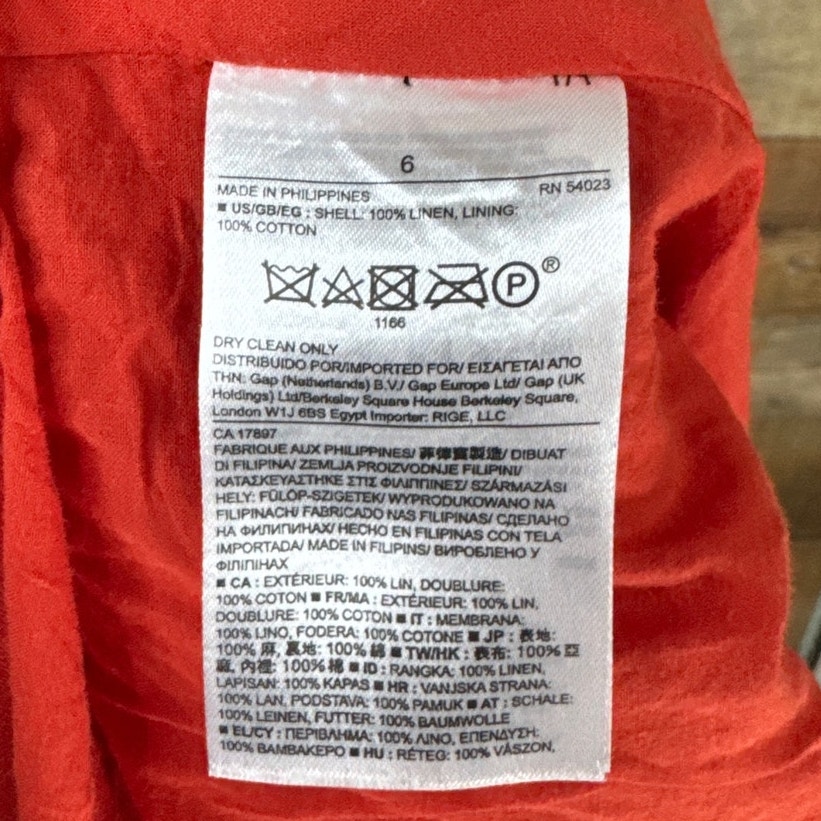 6
MADE IN PHILIPPINES RN 54023
■ US/GB/EG : SHELL: 100% LINEN, LINING:
100% COTTON
P ®
1166
DRY CLEAN ONLY
DISTRIBUIDO POR/IMPORTED FOR/ ΕΙΣΑΓΕΤΑΙ ΑΠΟ
ΤΗΝ: Gap (Netherlands) B.V./ Gap Europe Ltd/ Gap (UK
Holdings) Ltd/Berkeley Square House Berkeley Square,
London W1J 6BS Egypt Importer: RIGE, LLC
CA 17897
FABRIQUE AUX PHILIPPINES/ 菲律賓製造/ DIBUAT
DI FILIPINA/ ZEMLJA PROIZVODNJE FILIPINI/
ΚΑΤΑΣΚΕΥΑΣΤΗΚΕ ΣΤΙΣ ΦΙΛΙΠΠΙΝΕΣ/ SZÁRMAZÁSI
HELY: FÜLÖP-SZIGETEK/ WYPRODUKOWANO NA
FILIPINACH/ FABRICADO NAS FILIPINAS/ СДЕЛАНО
НА ФИЛИПИНАХ/ HECHO EN FILIPINAS CON TELA
IMPORTADA/ MADE IN FILIPINS/ ВИРОБЛЕНО У
ФІЛІПІНАХ
■ CA : EXTÉRIEUR: 100% LIN, DOUBLURE:
100% COTON ■ FR/MA : EXTÉRIEUR: 100% LIN,
DOUBLURE: 100% COTON ■ IT : MEMBRANA:
100% LINO, FODERA: 100% COTONE ■ JP : 表地:
100% 麻, 裏地: 100% 綿 ■ TW/HK : 表布: 100% 亞
麻, 內裡: 100% 棉 ■ ID : RANGKA: 100% LINEN,
LAPISAN: 100% KAPAS ■ HR : VANJSKA STRANA:
100% LAN, PODSTAVA: 100% PAMUK ■ AT : SCHALE:
100% LEINEN, FUTTER: 100% BAUMWOLLE
■ EL/CY : ΠΕΡΙΒΛΗΜΑ: 100% ΛΙΝΟ, ΕΠΕΝΔΥΣΗ:
100% ΒΑΜΒΑΚΕΡΟ ■ HU : RÉTEG: 100% VÁSZON,